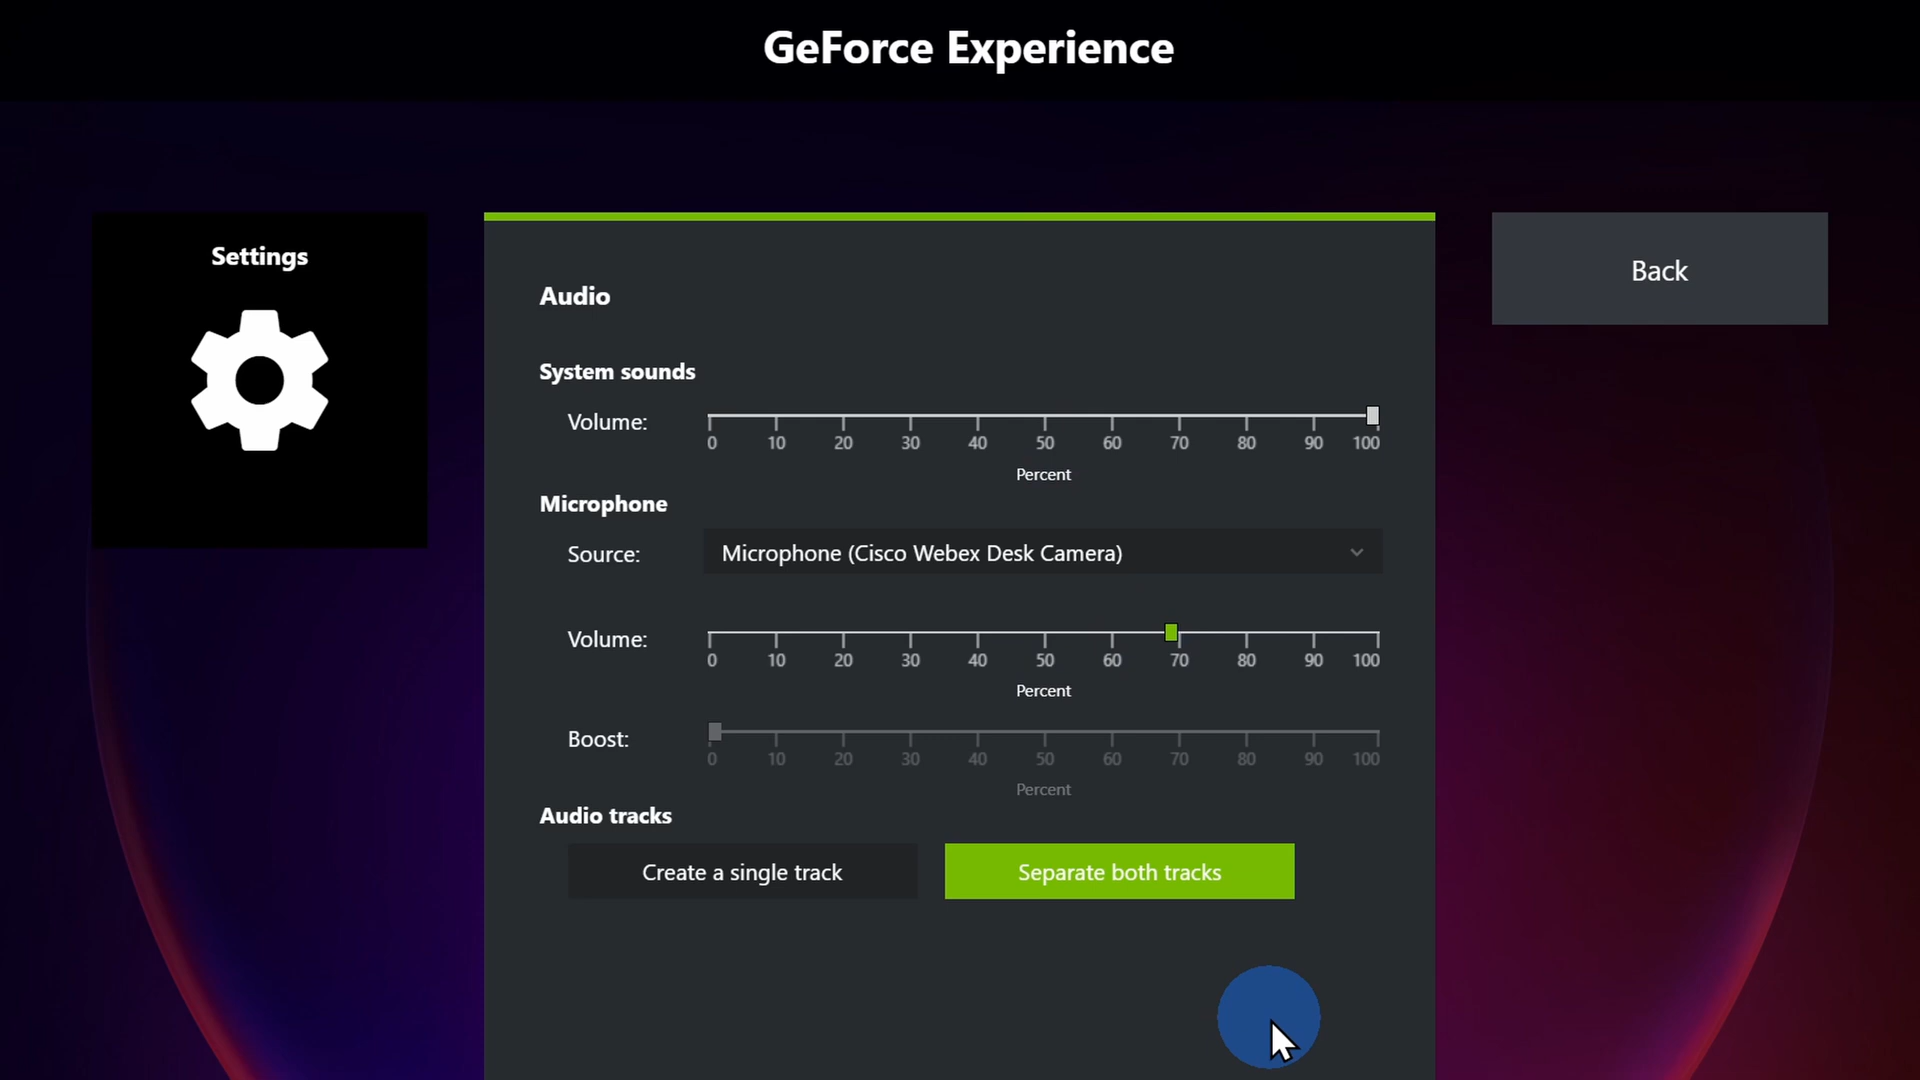 GeForce Experience
Settings
Back
Audio
System sounds
Volume:
0 10 20 30 40 50 60 70 80 90 100
Percent
Microphone
Source: Microphone (Cisco Webex Desk Camera)
Volume:
0 10 20 30 40 50 60 70 80 90 100
Percent
Boost:
0 10 20 30 40 50 60 70 80 90 100
Percent
Audio tracks
Create a single track Separate both tracks